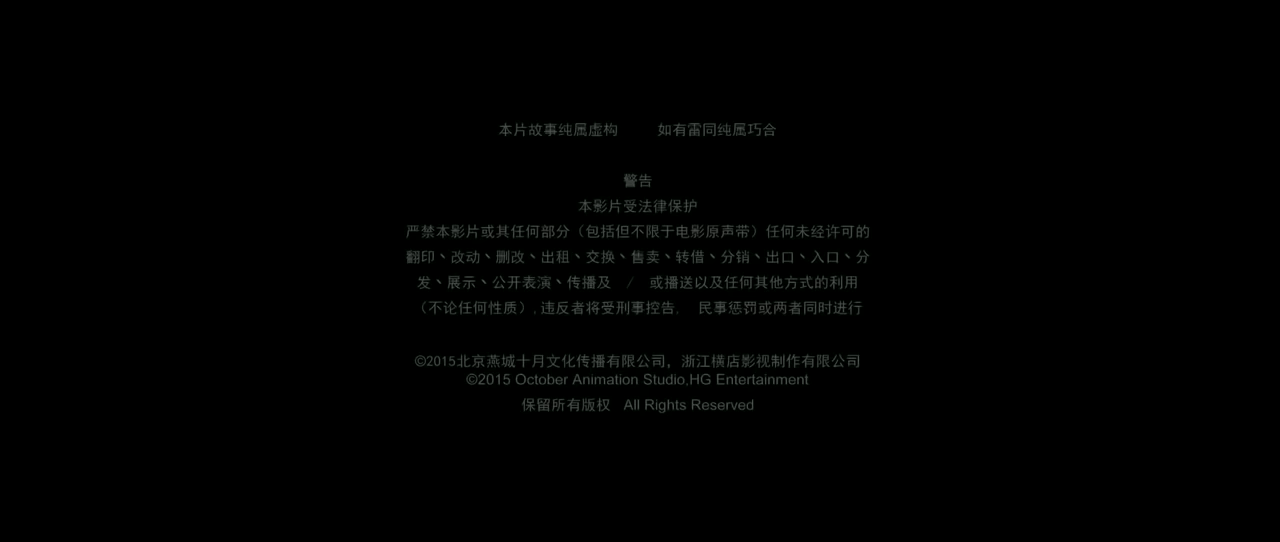 本片故事纯属虚构 如有雷同纯属巧合
警告
本影片受法律保护
严禁本影片或其任何部分（包括但不限于电影原声带）任何未经许可的
翻印、改动、删改、出租、交换、售卖、转借、分销、出口、入口、分
发、展示、公开表演、传播及 / 或播送以及任何其他方式的利用
（不论任何性质）,违反者将受刑事控告, 民事惩罚或两者同时进行
©2015北京燕城十月文化传播有限公司，浙江横店影视制作有限公司
©2015 October Animation Studio,HG Entertainment
保留所有版权 All Rights Reserved